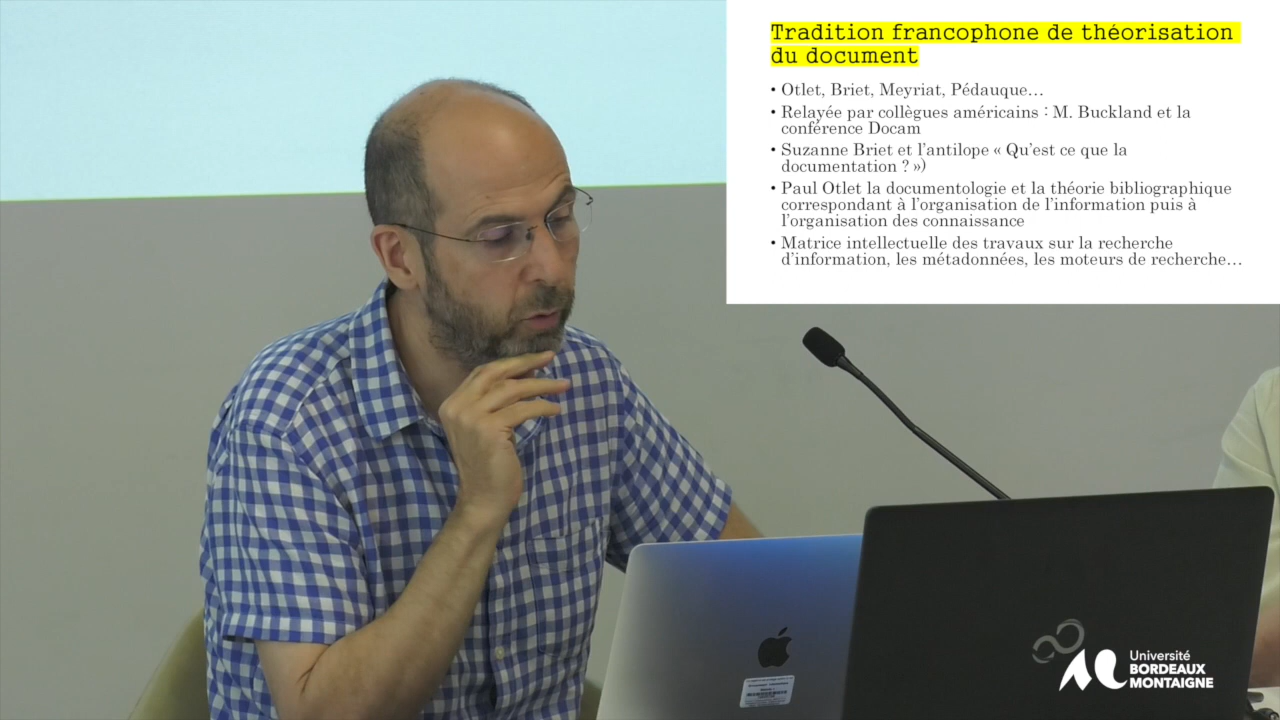 Tradition francophone de théorisation
du document
• Otlet, Briet, Meyriat, Pédauque…
• Relayée par collègues américains : M. Buckland et la
conférence Docam
• Suzanne Briet et l'antilope « Qu'est ce que la
documentation ? »)
• Paul Otlet la documentologie et la théorie bibliographique
correspondant à l'organisation de l'information puis à
l'organisation des connaissance
• Matrice intellectuelle des travaux sur la recherche
d'information, les métadonnées, les moteurs de recherche…
Université
BORDEAUX
MONTAIGNE